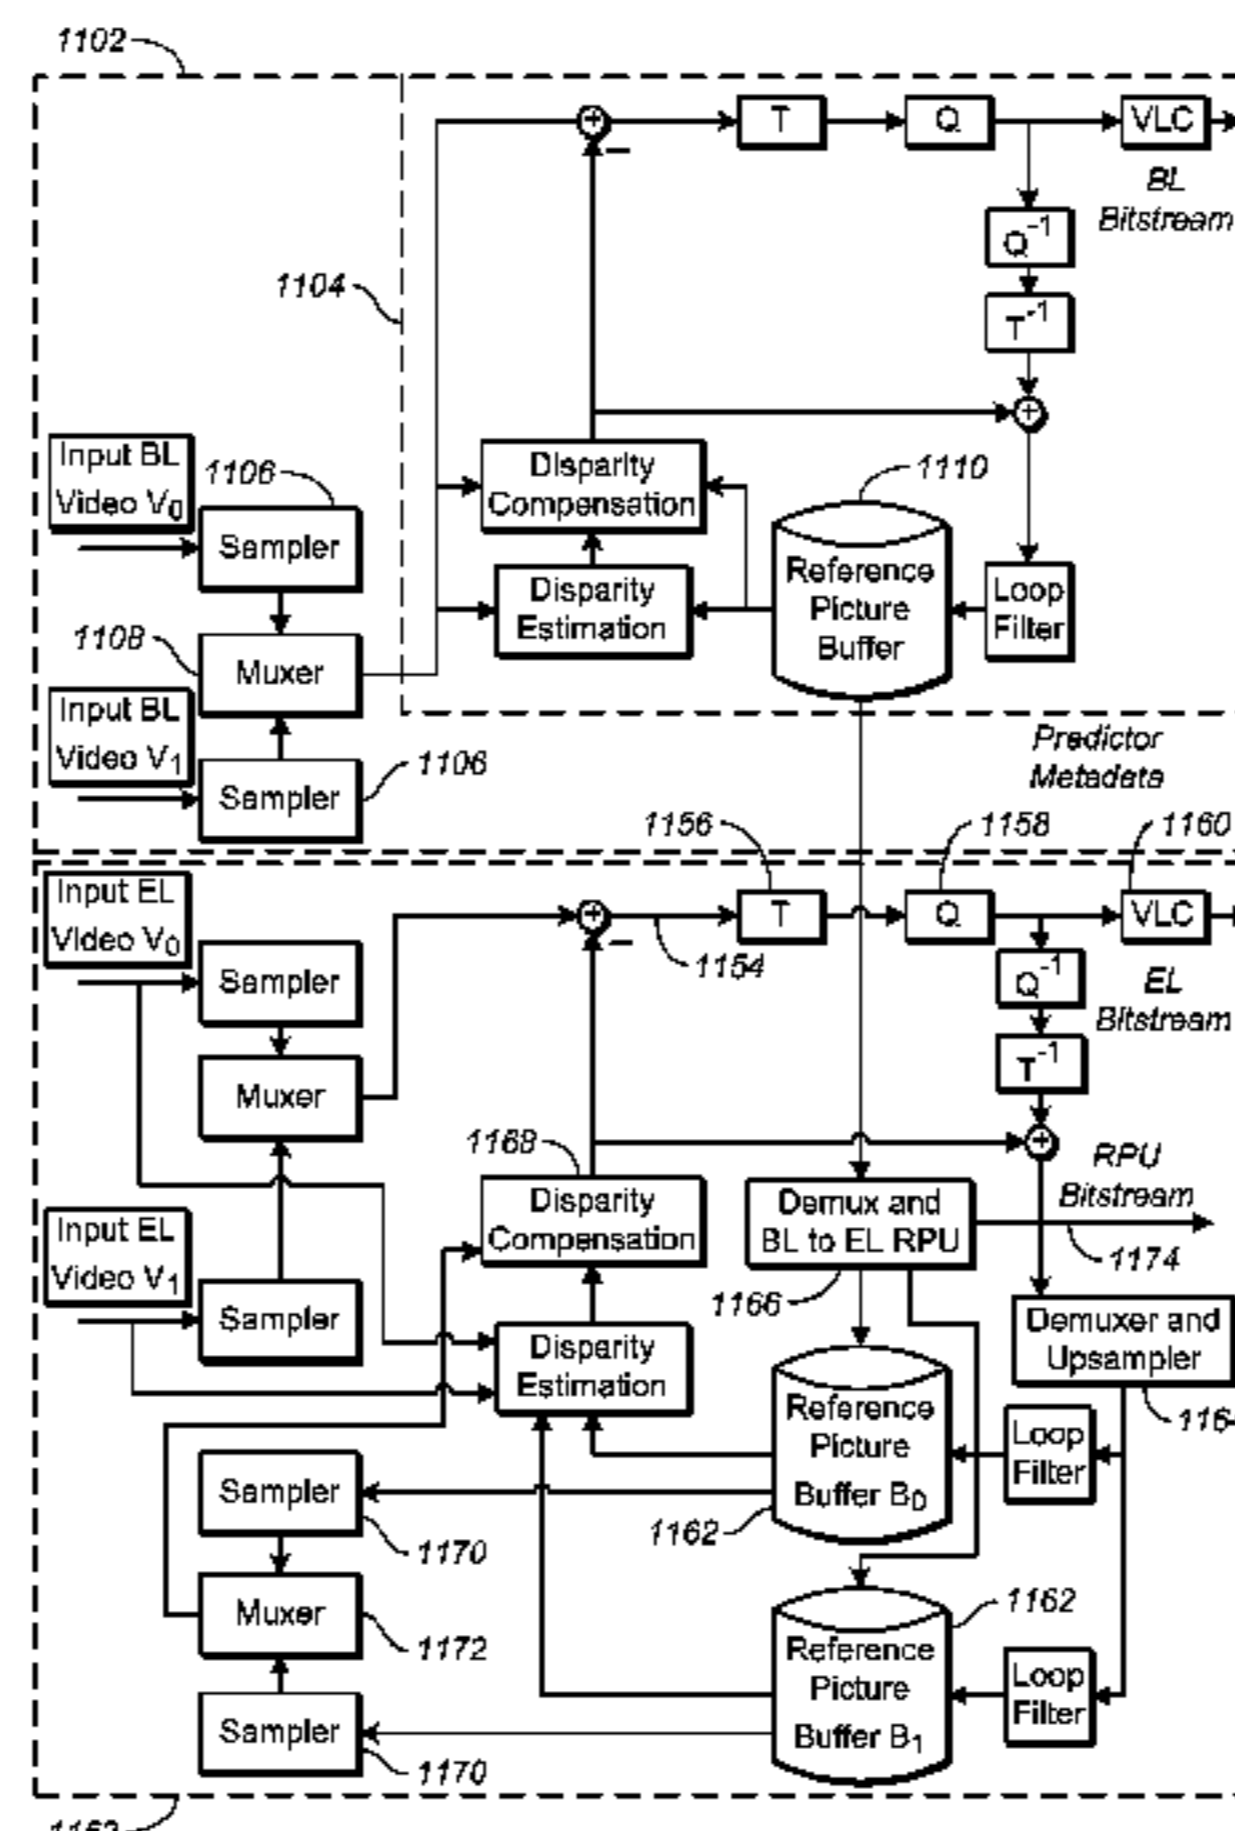 1102
T
Q
VLC
BL
Bitstream
Q-1
1104
T-1
Input BL
Video V0
1106
Sampler
Disparity
Compensation
1110
Reference
Picture
Buffer
Disparity
Estimation
Loop
Filter
1108
Muxer
Input BL
Video V1
1106
Sampler
Predictor
Metadata
1156
1158
1160
Input EL
Video V0
T
Q
VLC
1154
Sampler
Q-1
EL
Bitstream
Muxer
T-1
1168
RPU
Bitstream
Disparity
Compensation
Demux and
BL to EL RPU
1174
Input EL
Video V1
1166
Sampler
Disparity
Estimation
Demuxer and
Upsampler
Reference
Picture
Buffer B0
Loop
Filter
Sampler
1162
1170
Muxer
1172
1162
Reference
Picture
Buffer B1
Loop
Filter
Sampler
1170